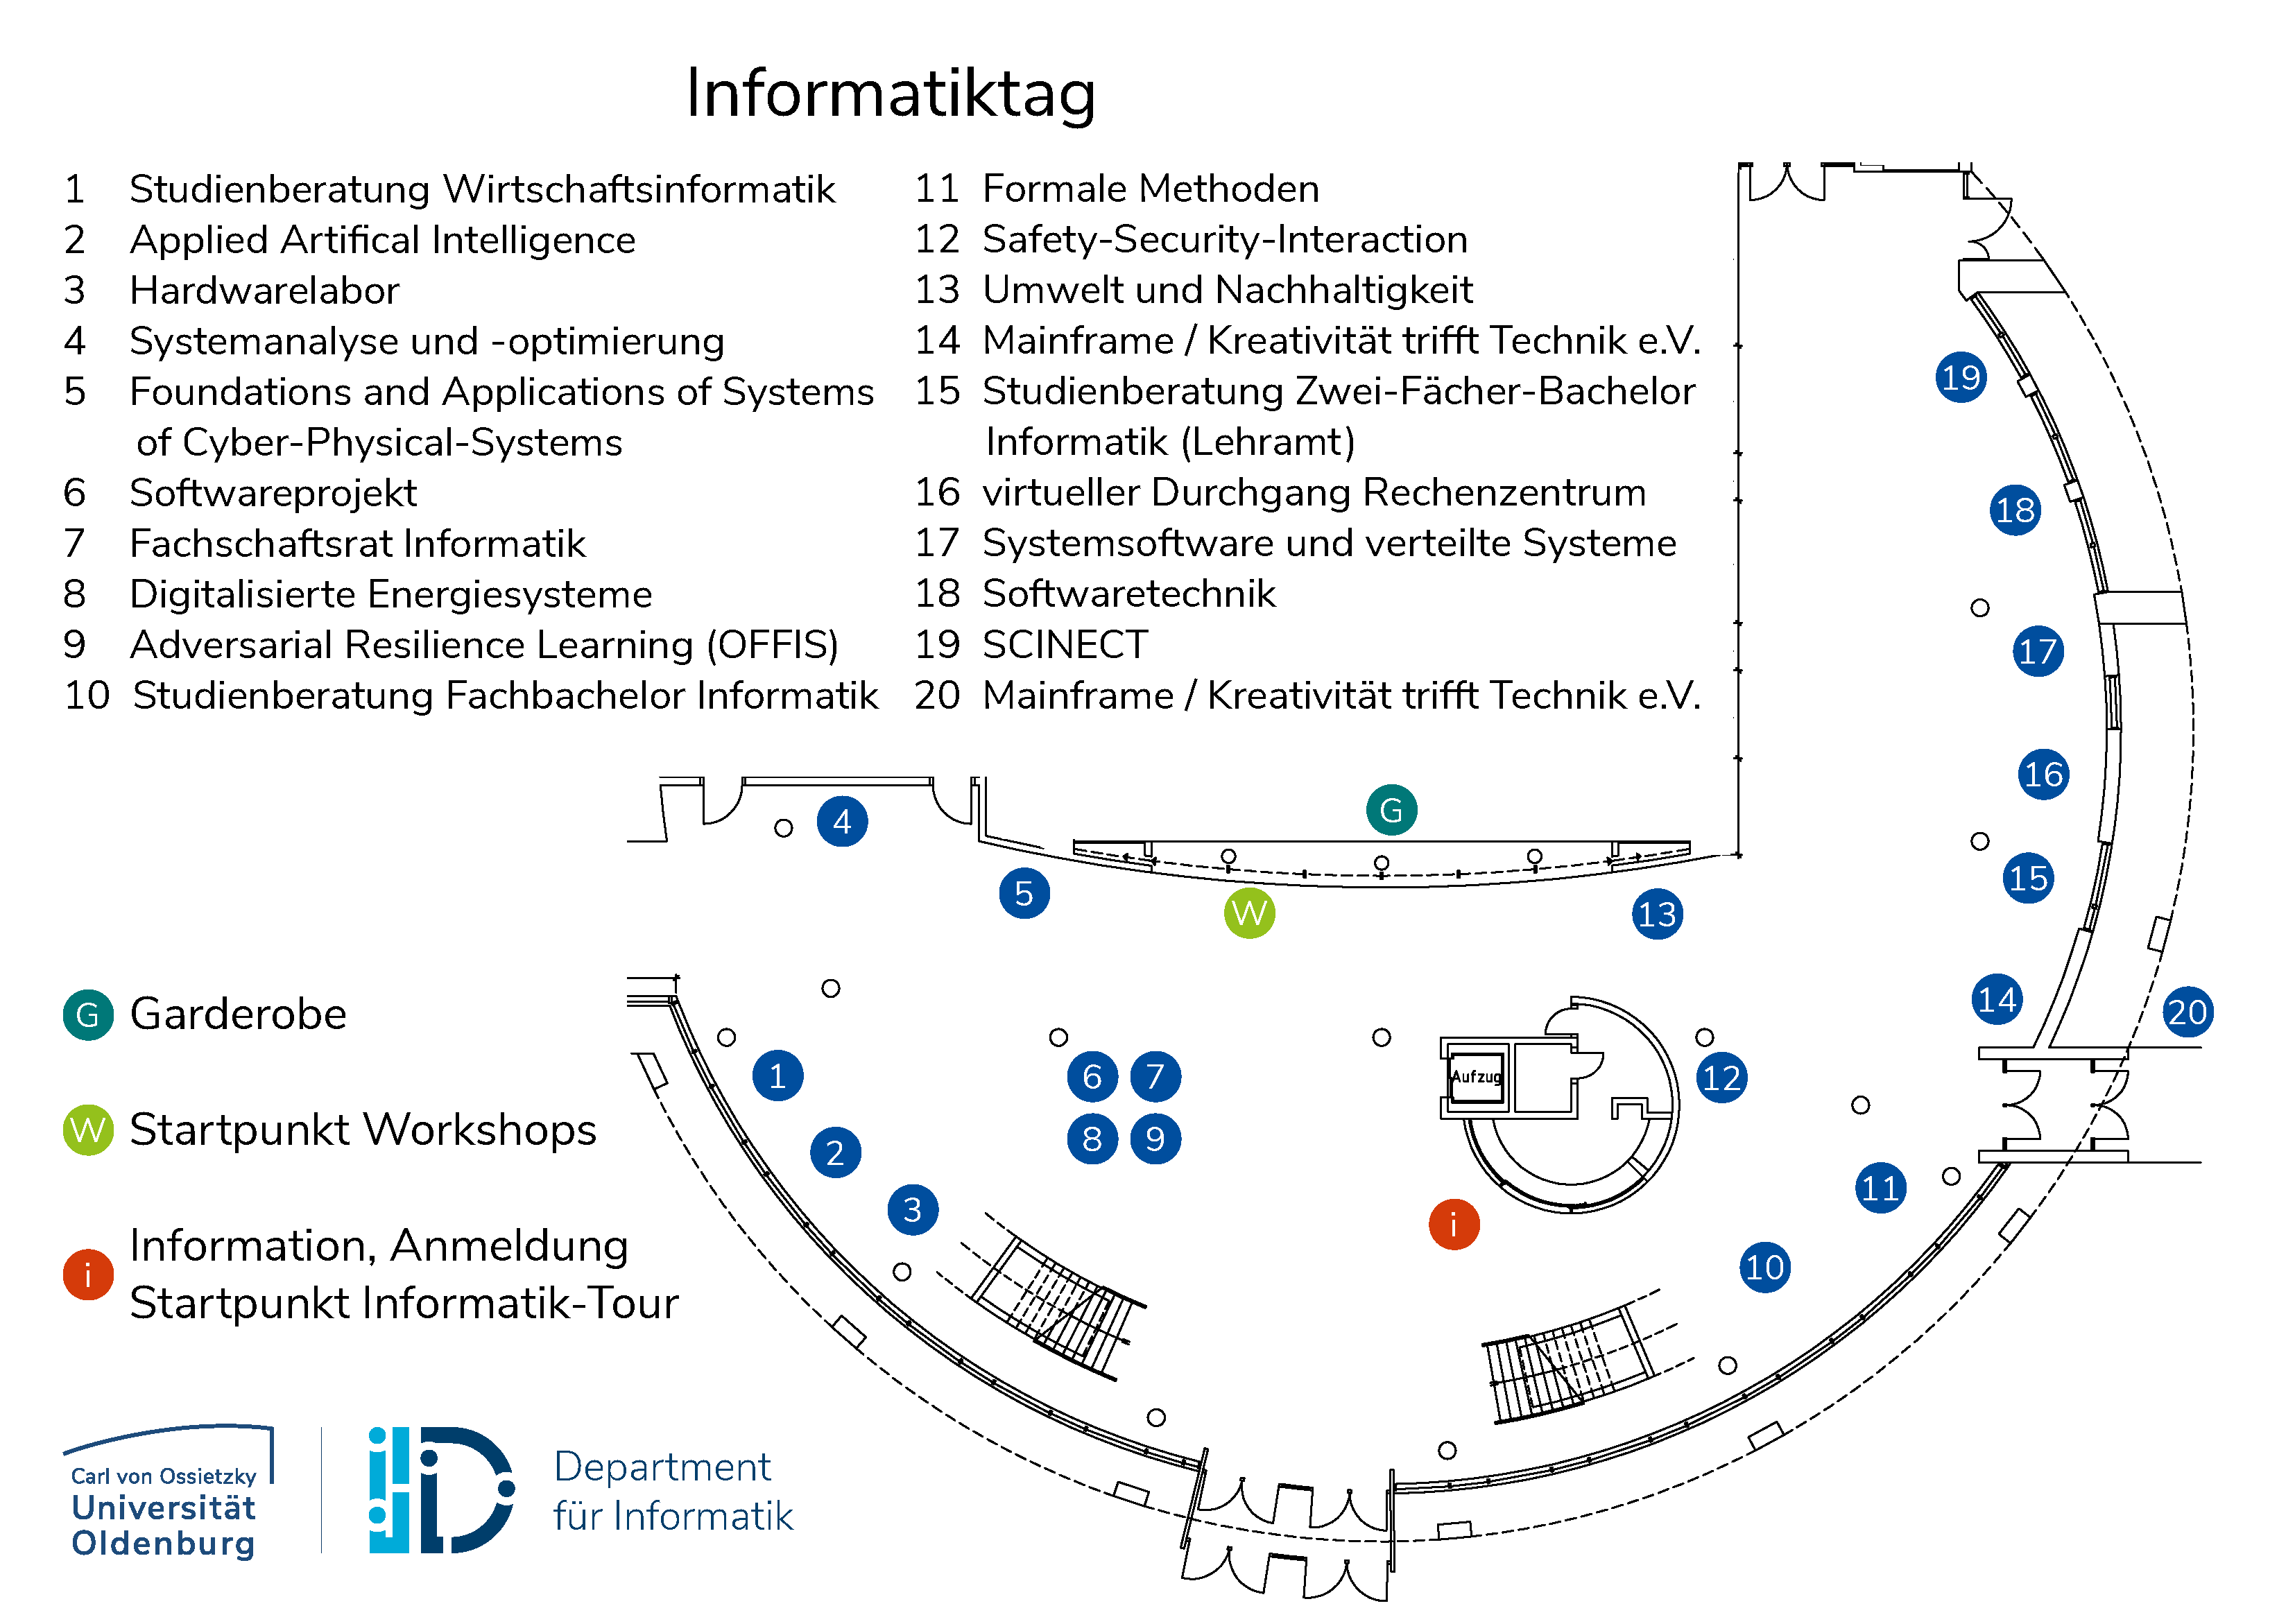 Informatiktag
1 Studienberatung Wirtschaftsinformatik
2 Applied Artifical Intelligence
3 Hardwarelabor
4 Systemanalyse und -optimierung
5 Foundations and Applications of Systems
of Cyber-Physical-Systems
6 Softwareprojekt
7 Fachschaftsrat Informatik
8 Digitalisierte Energiesysteme
9 Adversarial Resilience Learning (OFFIS)
10 Studienberatung Fachbachelor Informatik
11 Formale Methoden
12 Safety-Security-Interaction
13 Umwelt und Nachhaltigkeit
14 Mainframe / Kreativität trifft Technik e.V.
15 Studienberatung Zwei-Fächer-Bachelor
Informatik (Lehramt)
16 virtueller Durchgang Rechenzentrum
17 Systemsoftware und verteilte Systeme
18 Softwaretechnik
19 SCINECT
20 Mainframe / Kreativität trifft Technik e.V.
19
18
17
16
15
14
20
4
G
5
W
13
1
6 7
Aufzug
12
2
8 9
3
11
i
10
G Garderobe
W Startpunkt Workshops
i Information, Anmeldung
Startpunkt Informatik-Tour
Carl von Ossietzky
Universität
Oldenburg
Department
für Informatik